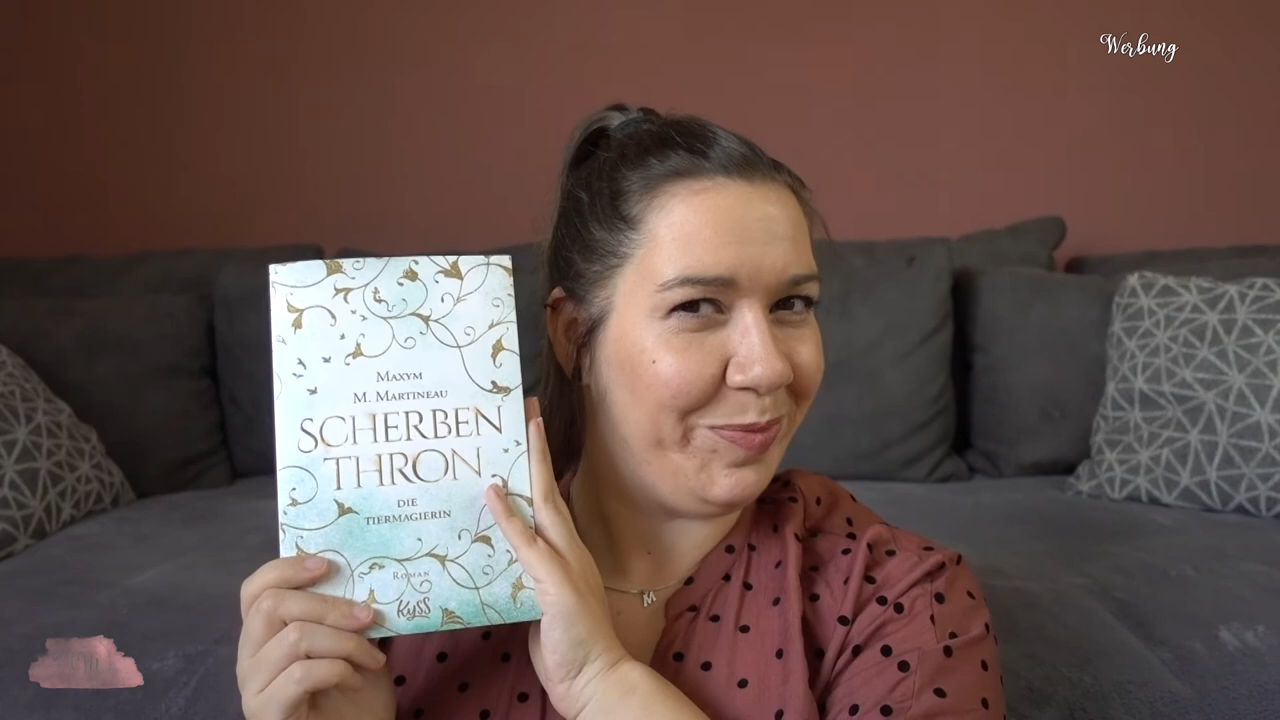 Werbung
MAXYM
M. MARTINEAU
SCHERBEN
THRON
DIE
TIERMAGIERIN
ROMAN
KYSS
M